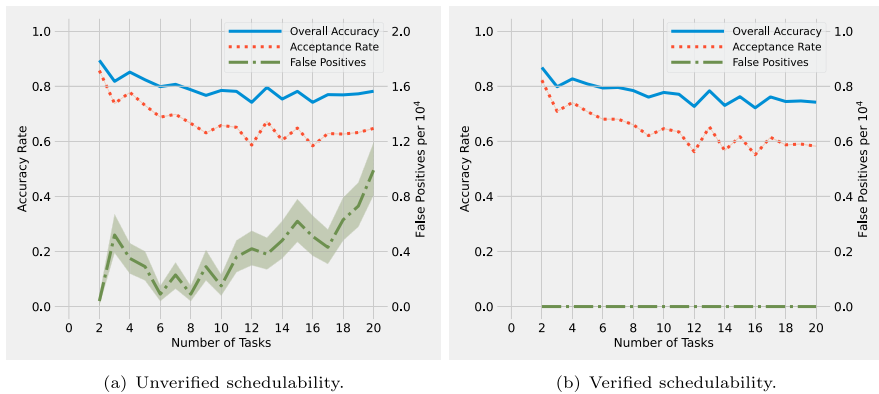 Overall Accuracy
Acceptance Rate
False Positives
1.0
0.8
0.6
0.4
0.2
0.0
Accuracy Rate
2.0
1.6
1.2
0.8
0.4
0.0
False Positives per 10⁴
0 2 4 6 8 10 12 14 16 18 20
Number of Tasks
(a) Unverified schedulability.
Overall Accuracy
Acceptance Rate
False Positives
1.0
0.8
0.6
0.4
0.2
0.0
Accuracy Rate
1.0
0.8
0.6
0.4
0.2
0.0
False Positives per 10⁴
0 2 4 6 8 10 12 14 16 18 20
Number of Tasks
(b) Verified schedulability.